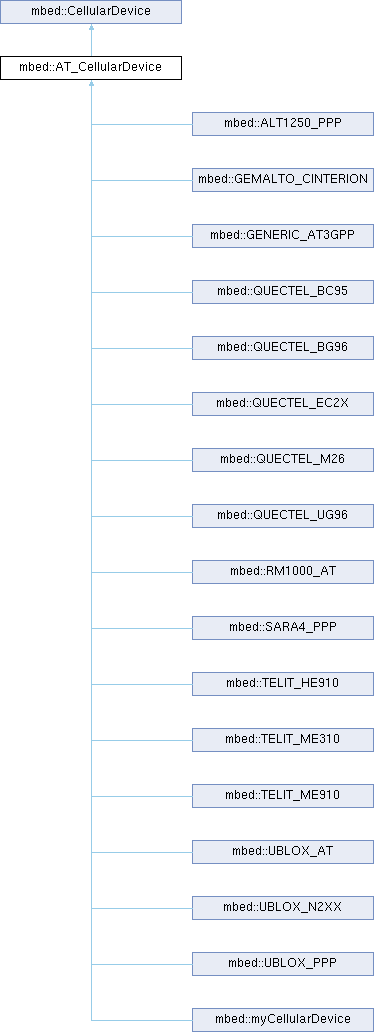 mbed::CellularDevice
mbed::AT_CellularDevice
mbed::ALT1250_PPP
mbed::GEMALTO_CINTERION
mbed::GENERIC_AT3GPP
mbed::QUECTEL_BC95
mbed::QUECTEL_BG96
mbed::QUECTEL_EC2X
mbed::QUECTEL_M26
mbed::QUECTEL_UG96
mbed::RM1000_AT
mbed::SARA4_PPP
mbed::TELIT_HE910
mbed::TELIT_ME310
mbed::TELIT_ME910
mbed::UBLOX_AT
mbed::UBLOX_N2XX
mbed::UBLOX_PPP
mbed::myCellularDevice